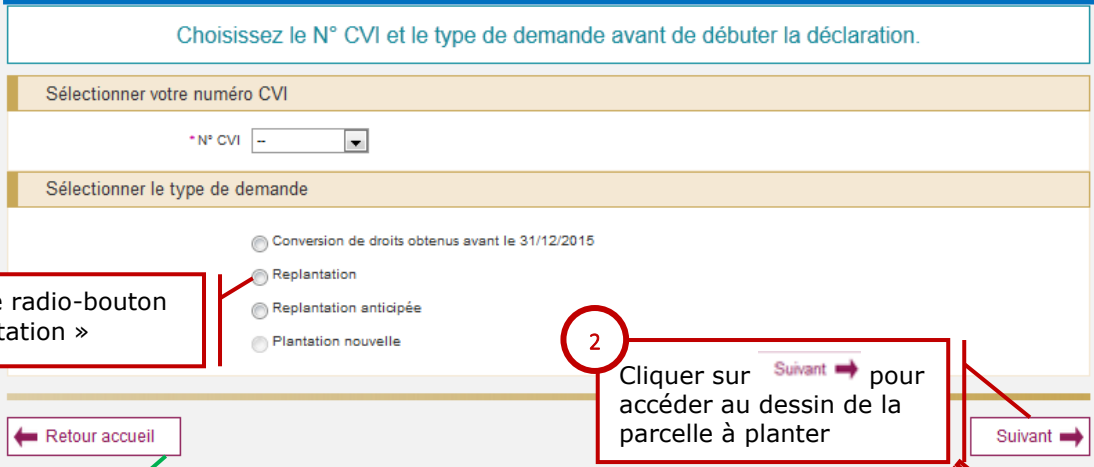 Choisissez le N° CVI et le type de demande avant de débuter la déclaration.
Sélectionner votre numéro CVI
* N° CVI --
Sélectionner le type de demande
Conversion de droits obtenus avant le 31/12/2015
Replantation
Replantation anticipée
Plantation nouvelle
radio-bouton
tation »
2
Cliquer sur Suivant pour
accéder au dessin de la
parcelle à planter
Retour accueil
Suivant